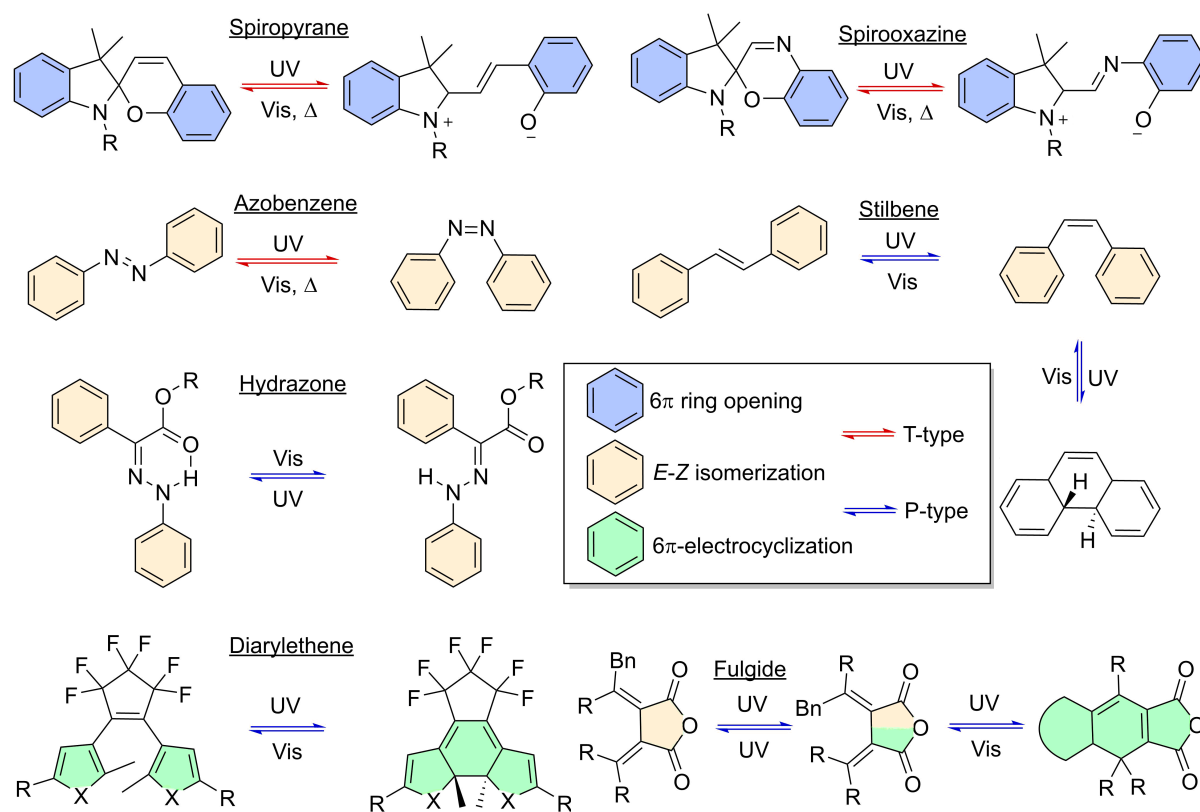 Spiropyrane
UV
Vis, Δ
N
R
O
N
+
R
O
−
Spirooxazine
UV
Vis, Δ
N
N
R
O
N
N
+
R
O
−
Azobenzene
UV
Vis, Δ
N
N
N
N
Stilbene
UV
Vis
Vis
UV
H
H
Hydrazone
Vis
UV
R
O
O
N
H
N
R
O
O
H
N
N
6π ring opening
T-type
E-Z isomerization
P-type
6π-electrocyclization
Diarylethene
UV
Vis
F
F
F
F
F
F
R
X
X
R
F
F
F
F
F
F
R
X
X
R
Fulgide
UV
UV
UV
Vis
Bn
R
R
R
O
O
O
R
Bn
R
R
O
O
O
R
R
R
O
O
O